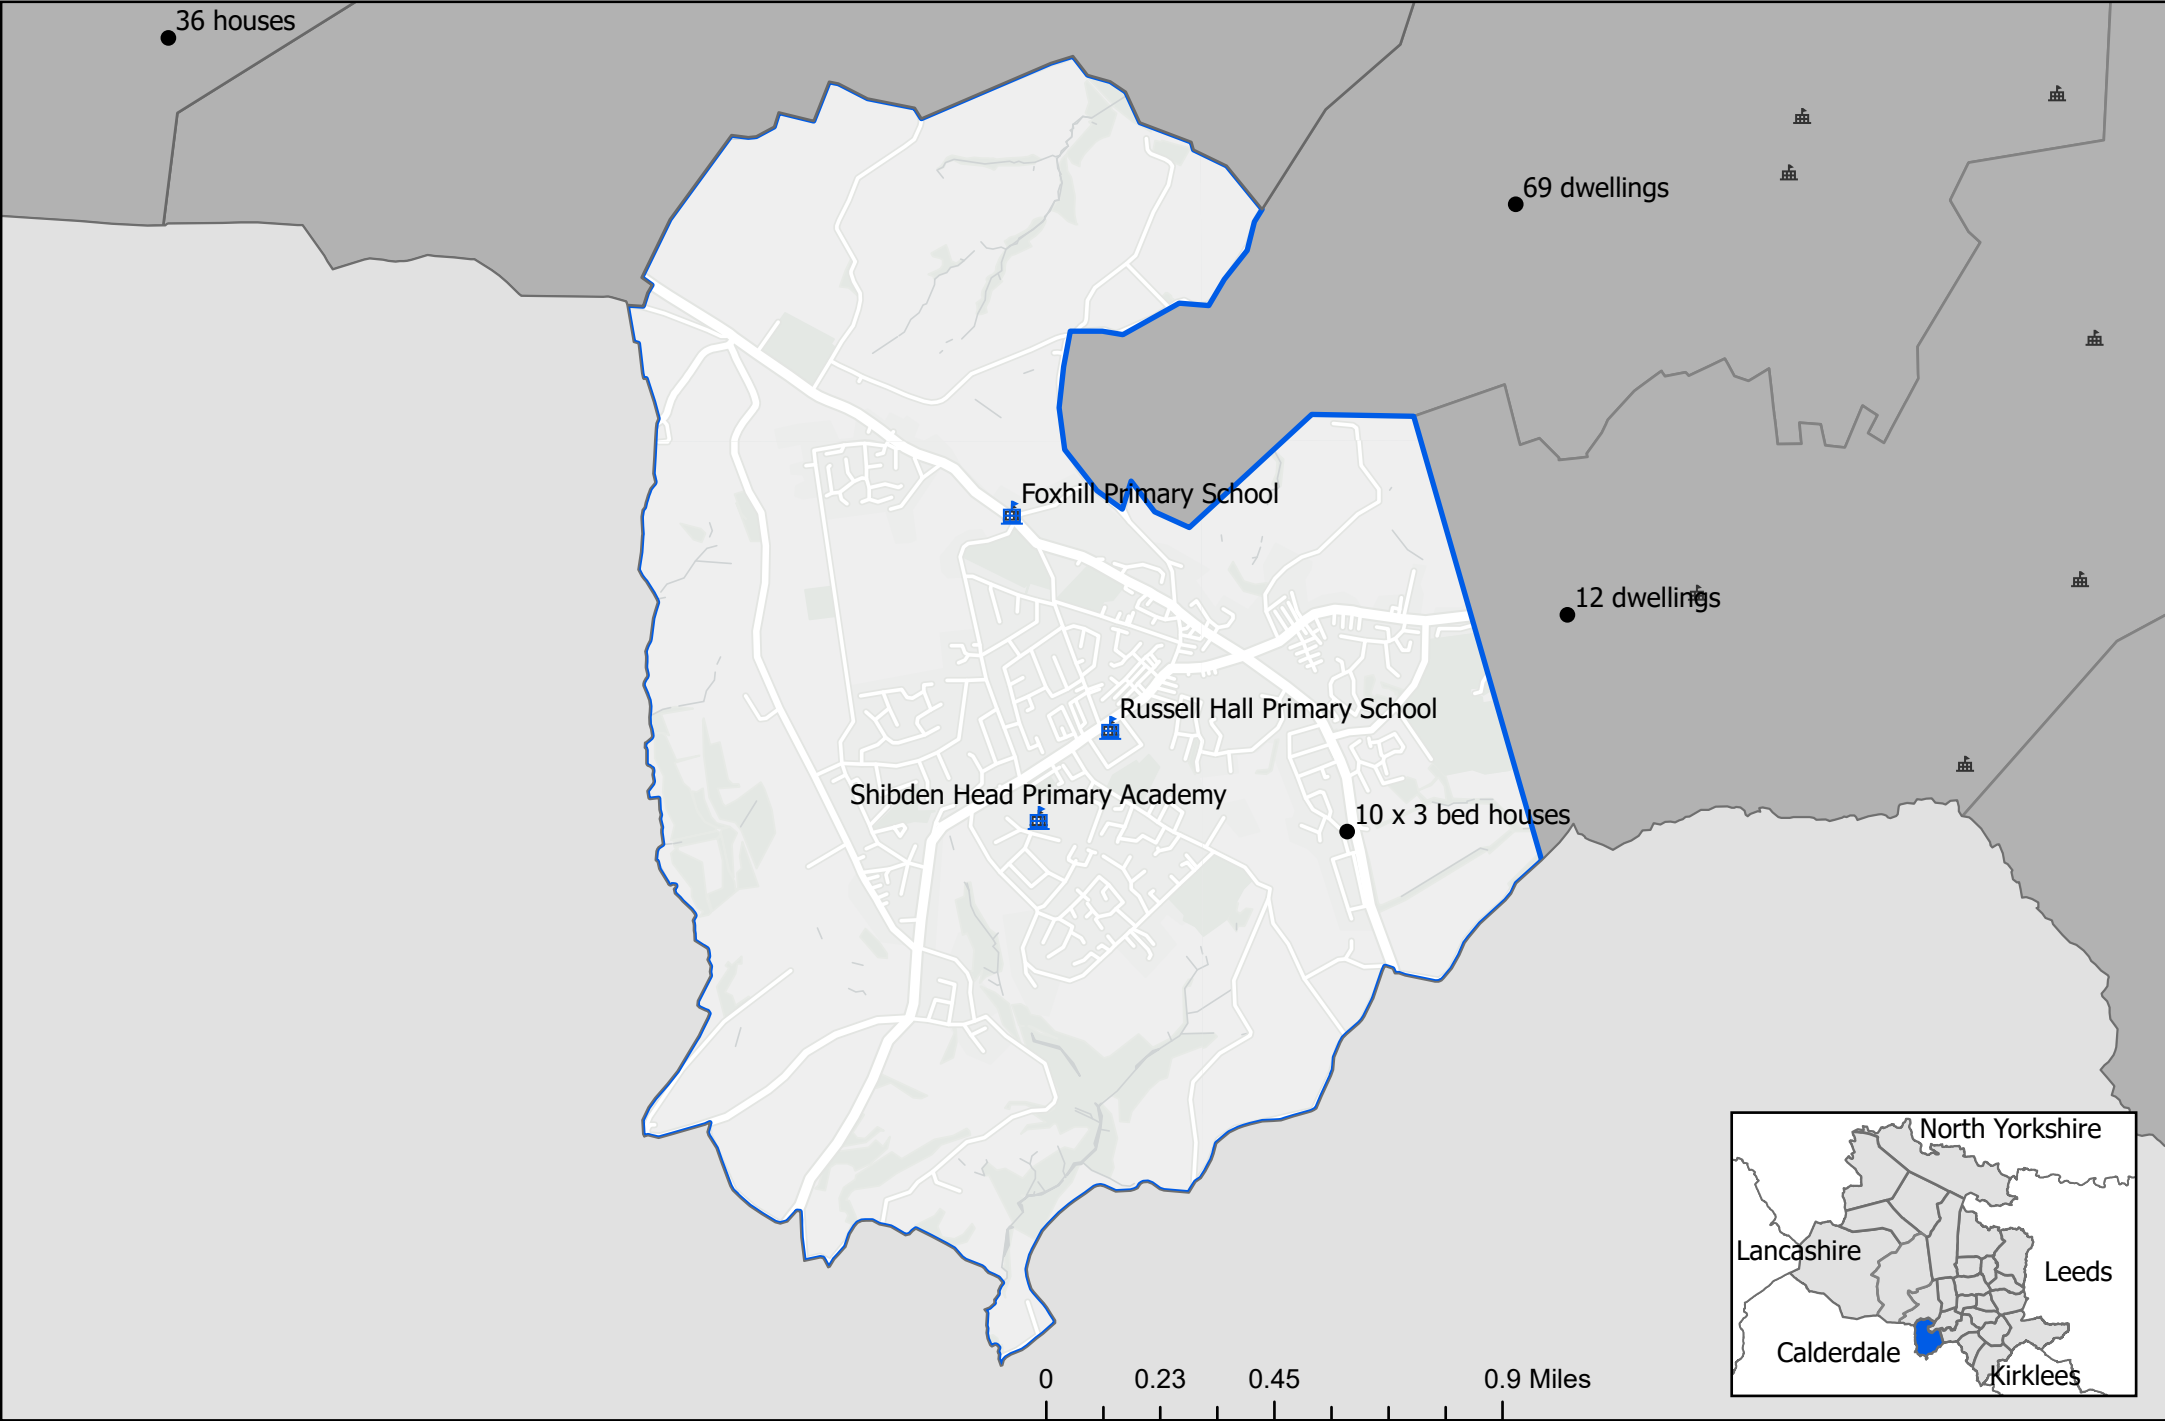 36 houses
69 dwellings
Foxhill Primary School
12 dwellings
Russell Hall Primary School
Shibden Head Primary Academy
10 x 3 bed houses
North Yorkshire
Lancashire
Leeds
Calderdale
Kirklees
0 0.23 0.45 0.9 Miles